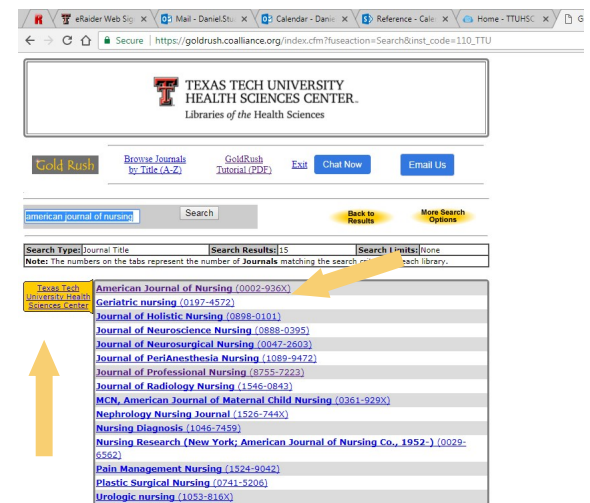 eRaider Web Sig
Mail - Daniel.Stu
Calendar - Danie
Reference - Cale
Home - TTUHSC
G
Secure | https://goldrush.coalliance.org/index.cfm?fuseaction=Search&inst_code=110_TTU
TEXAS TECH UNIVERSITY
HEALTH SCIENCES CENTER™
Libraries of the Health Sciences
Gold Rush
Browse Journals
by Title (A-Z)
GoldRush
Tutorial (PDF)
Exit
Chat Now
Email Us
american journal of nursing
Search
Back to
Results
More Search
Options
Search Type: Journal Title
Search Results: 15
Search Limits: None
Note: The numbers on the tabs represent the number of Journals matching the search each library.
Texas Tech
University Health
Sciences Center
American Journal of Nursing (0002-936X)
Geriatric nursing (0197-4572)
Journal of Holistic Nursing (0898-0101)
Journal of Neuroscience Nursing (0888-0395)
Journal of Neurosurgical Nursing (0047-2603)
Journal of PeriAnesthesia Nursing (1089-9472)
Journal of Professional Nursing (8755-7223)
Journal of Radiology Nursing (1546-0843)
MCN, American Journal of Maternal Child Nursing (0361-929X)
Nephrology Nursing Journal (1526-744X)
Nursing Diagnosis (1046-7459)
Nursing Research (New York; American Journal of Nursing Co., 1952-) (0029-
6562)
Pain Management Nursing (1524-9042)
Plastic Surgical Nursing (0741-5206)
Urologic nursing (1053-816X)